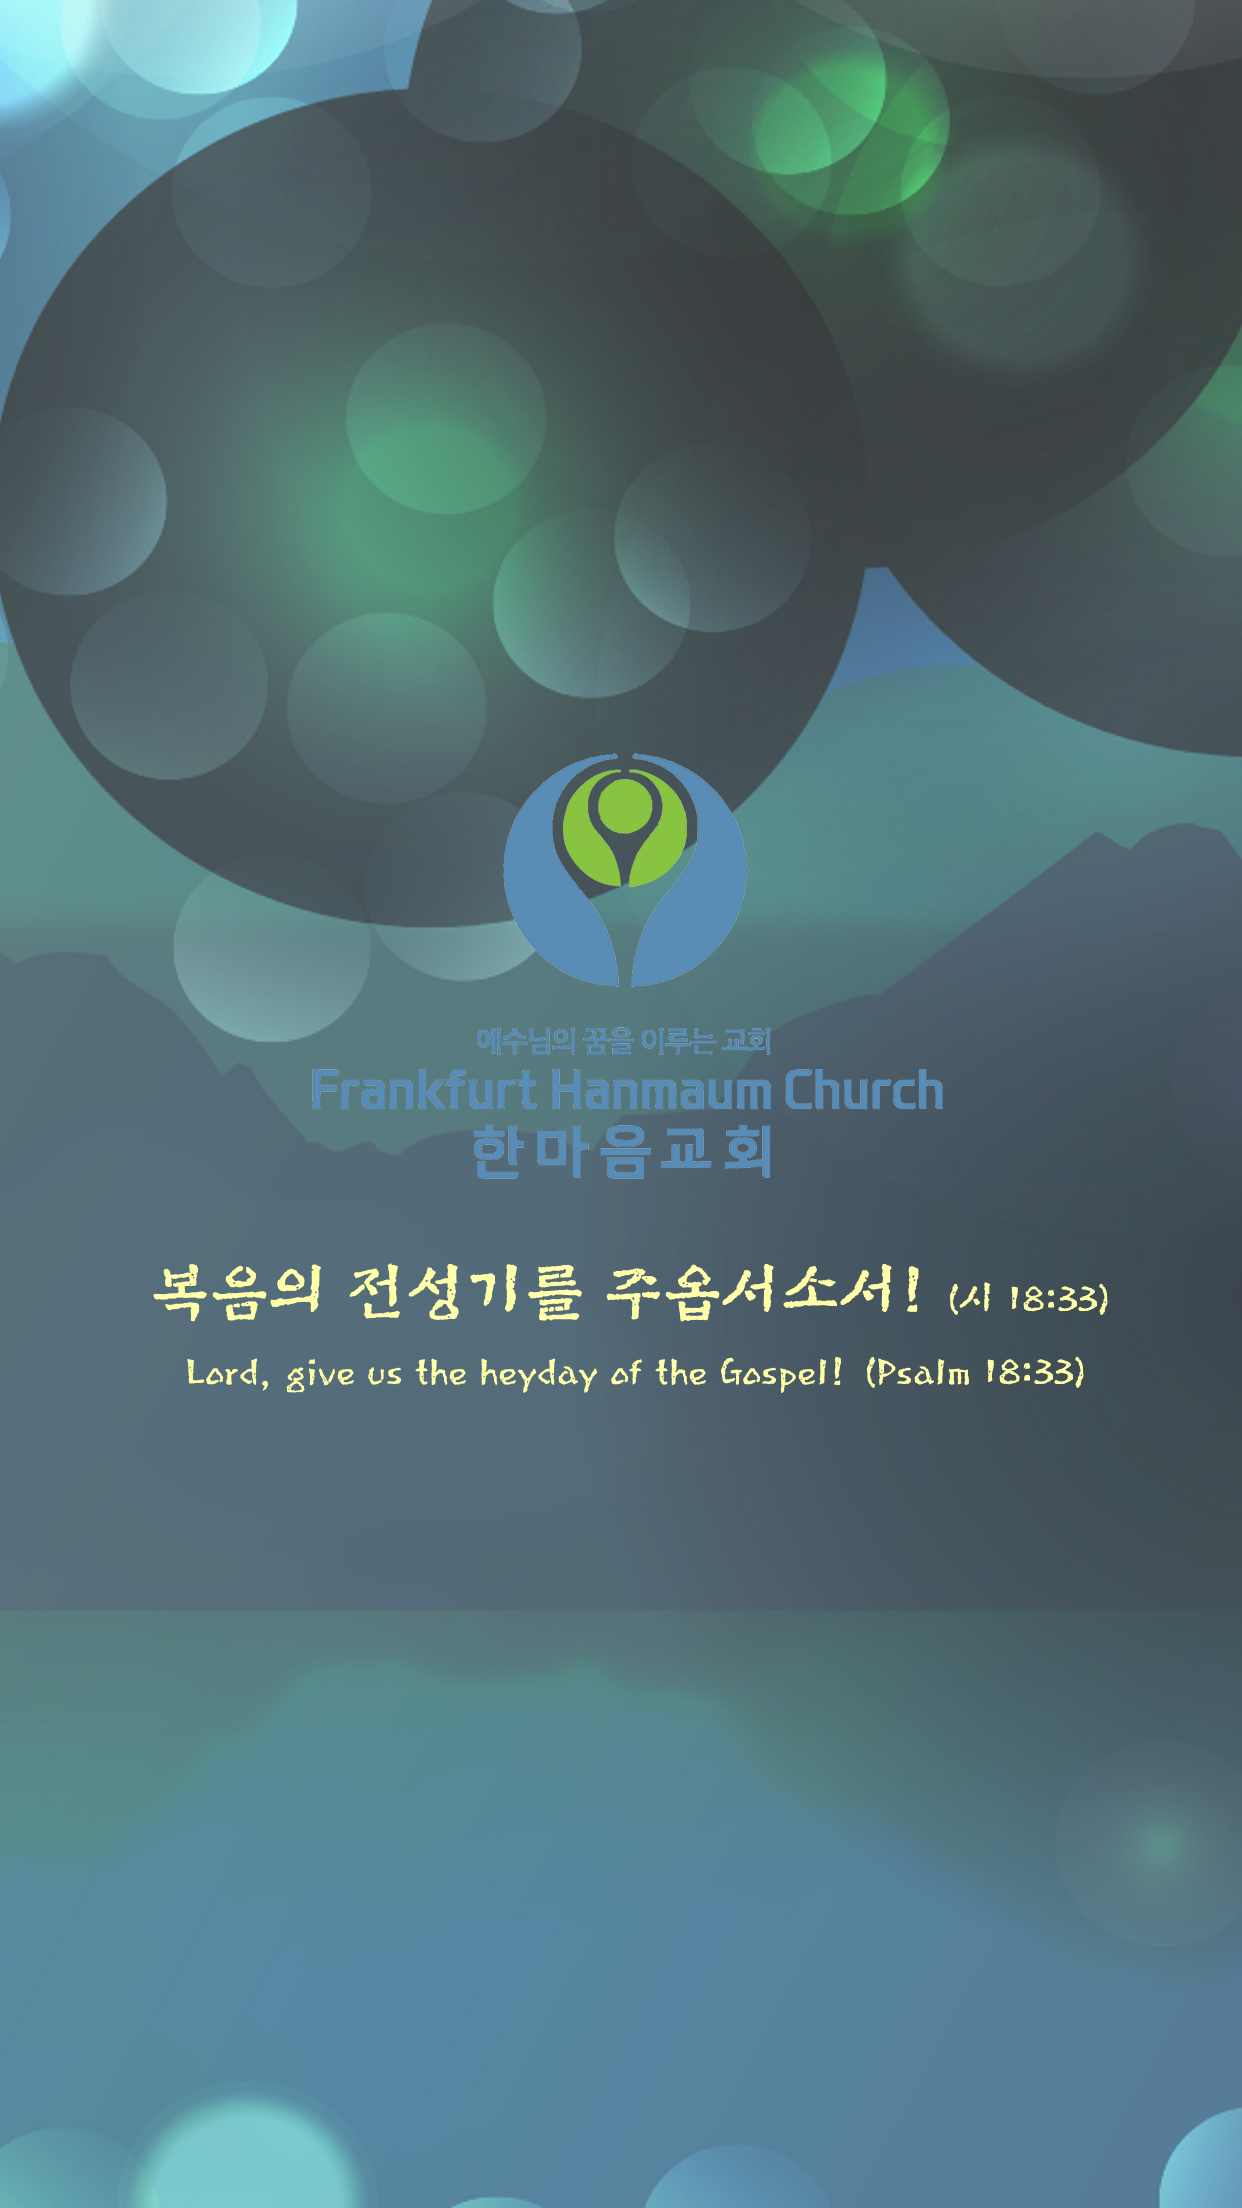 예수님의 꿈을 이루는 교회
Frankfurt Hanmaum Church
한마음교회
복음의 전성기를 주옵서소서! (시 18:33)
Lord, give us the heyday of the Gospel! (Psalm 18:33)